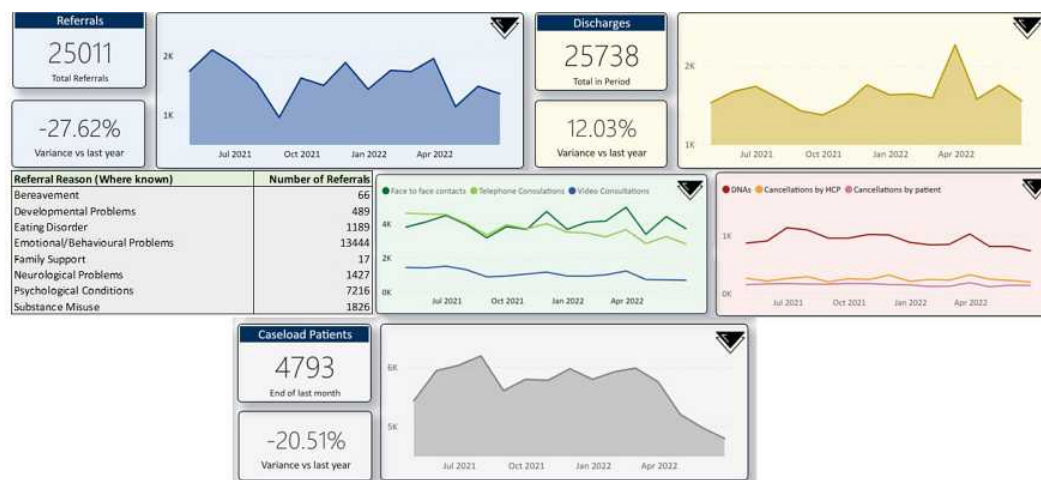 Referrals
25011
Total Referrals
-27.62%
Variance vs last year
2K
1K
Jul 2021 Oct 2021 Jan 2022 Apr 2022
Discharges
25738
Total in Period
12.03%
Variance vs last year
2K
1K
Jul 2021 Oct 2021 Jan 2022 Apr 2022
Referral Reason (Where known) Number of Referrals
Bereavement 66
Developmental Problems 489
Eating Disorder 1189
Emotional/Behavioural Problems 13444
Family Support 17
Neurological Problems 1427
Psychological Conditions 7216
Substance Misuse 1826
Face to face contacts Telephone Consulations Video Consultations
4K
2K
0K
Jul 2021 Oct 2021 Jan 2022 Apr 2022
DNAs Cancellations by HCP Cancellations by patient
1K
0K
Jul 2021 Oct 2021 Jan 2022 Apr 2022
Caseload Patients
4793
End of last month
-20.51%
Variance vs last year
6K
5K
Jul 2021 Oct 2021 Jan 2022 Apr 2022